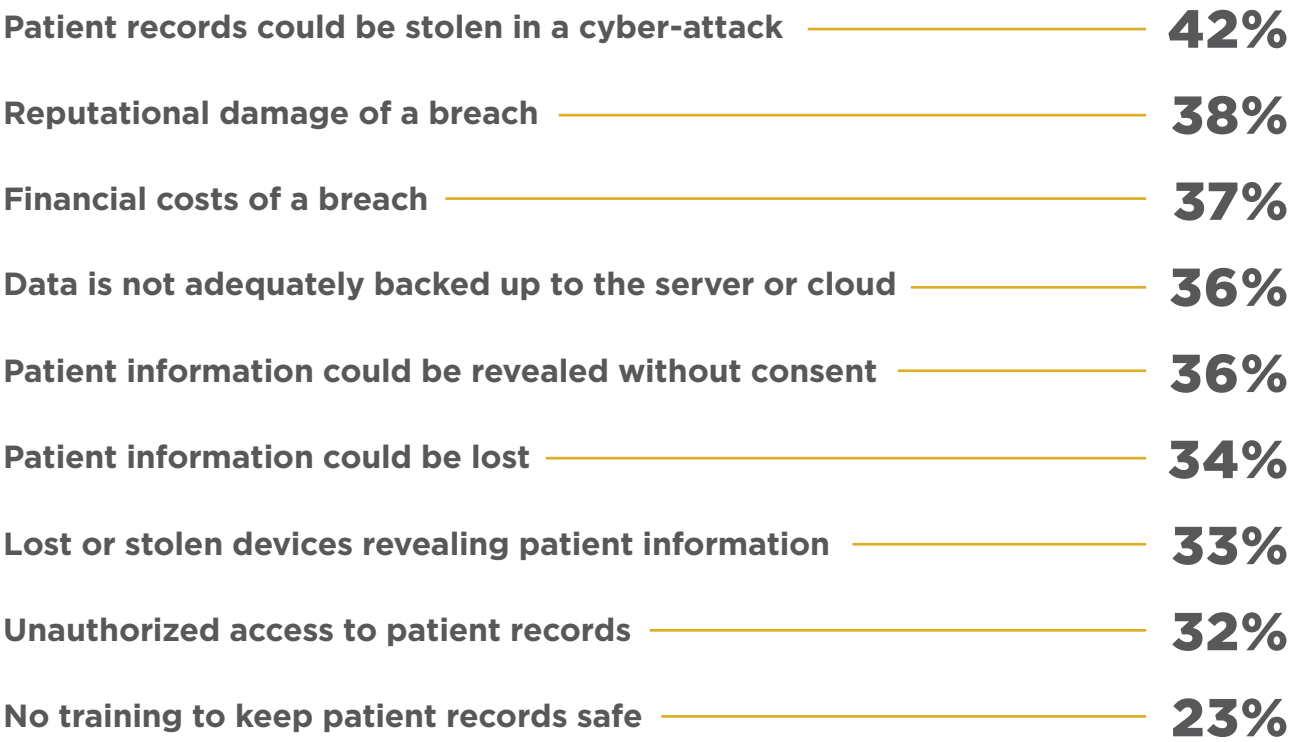 Patient records could be stolen in a cyber-attack 42%
Reputational damage of a breach 38%
Financial costs of a breach 37%
Data is not adequately backed up to the server or cloud 36%
Patient information could be revealed without consent 36%
Patient information could be lost 34%
Lost or stolen devices revealing patient information 33%
Unauthorized access to patient records 32%
No training to keep patient records safe 23%